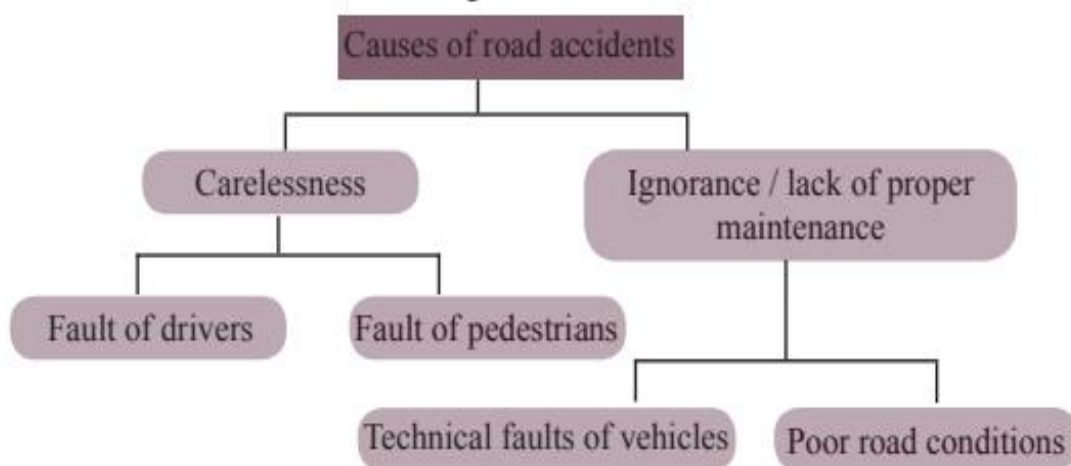 Causes of road accidents
Carelessness
Ignorance / lack of proper
maintenance
Fault of drivers
Fault of pedestrians
Technical faults of vehicles
Poor road conditions